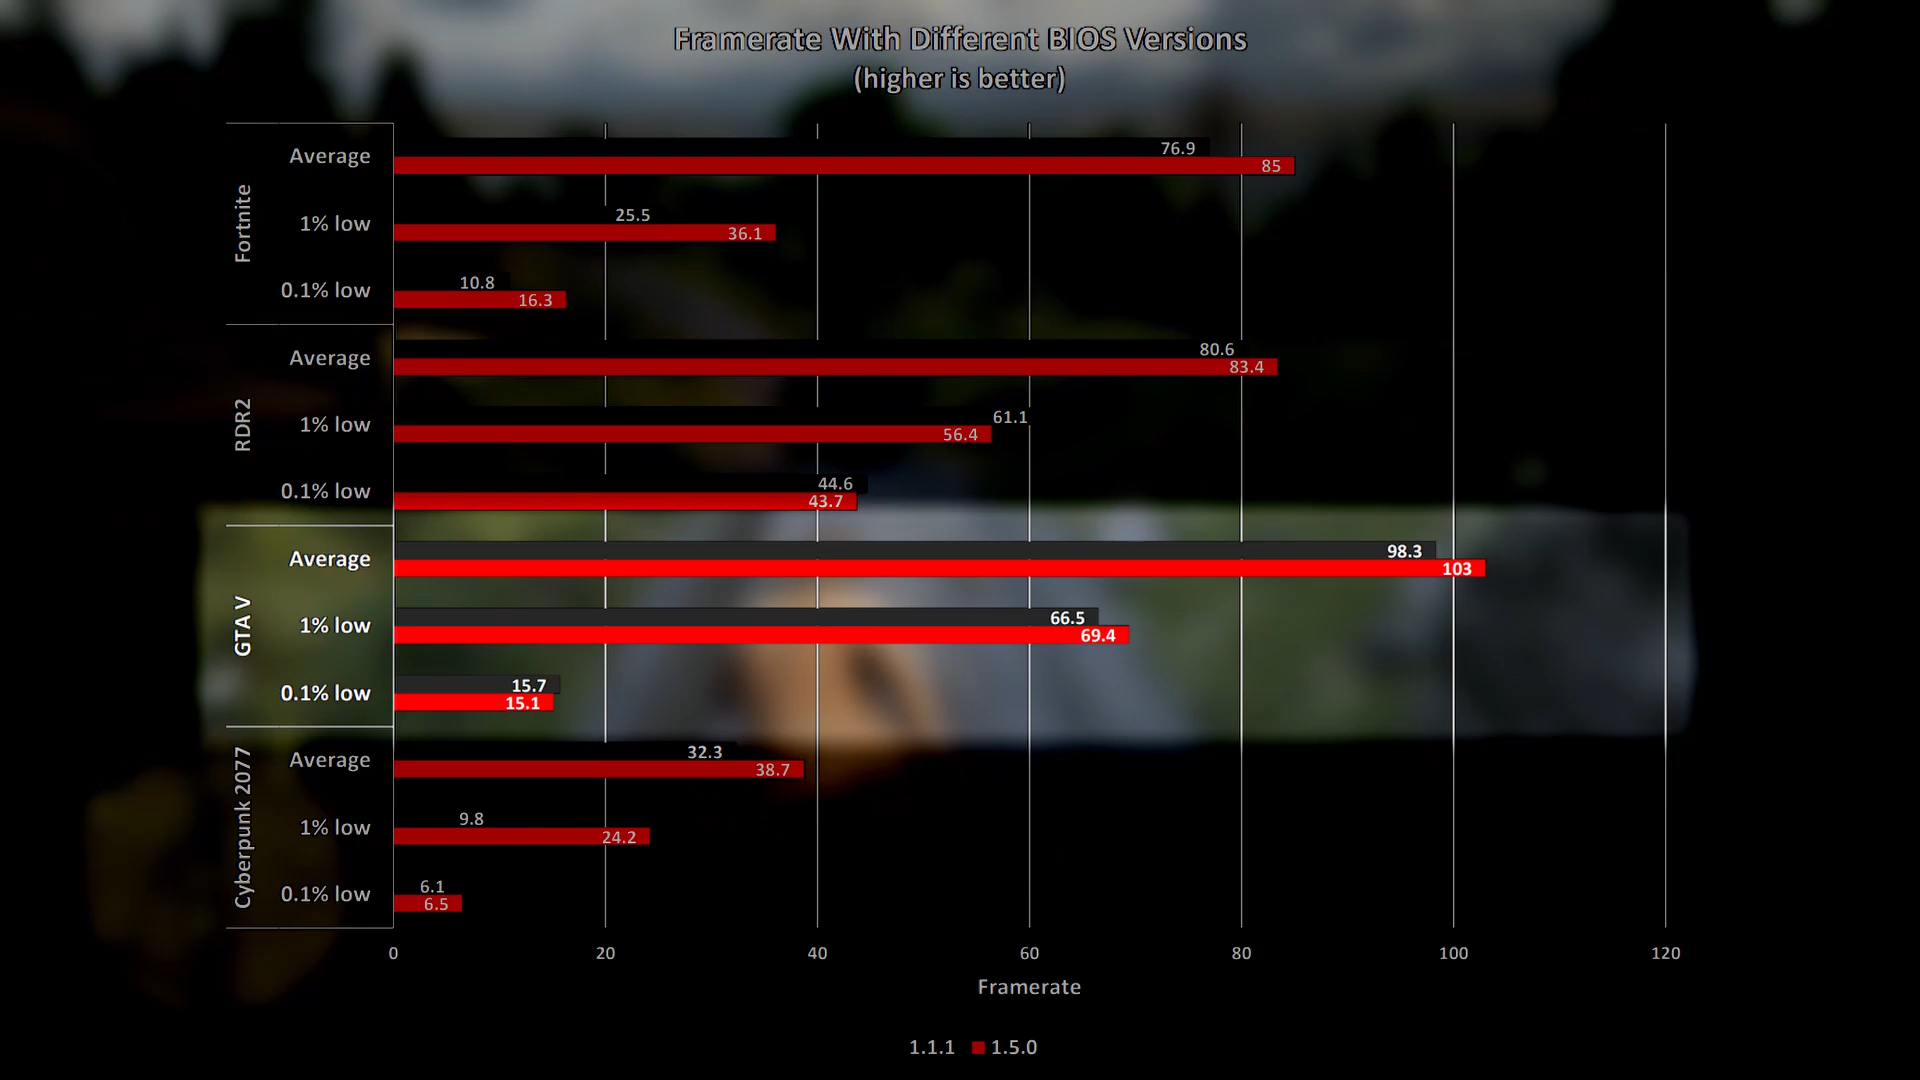 Framerate With Different BIOS Versions
(higher is better)
Fortnite
Average
76.9
85
1% low
25.5
36.1
0.1% low
10.8
16.3
RDR2
Average
80.6
83.4
1% low
61.1
56.4
0.1% low
44.6
43.7
GTA V
Average
98.3
103
1% low
66.5
69.4
0.1% low
15.7
15.1
Cyberpunk 2077
Average
32.3
38.7
1% low
9.8
24.2
0.1% low
6.1
6.5
0 20 40 60 80 100 120
Framerate
1.1.1 1.5.0